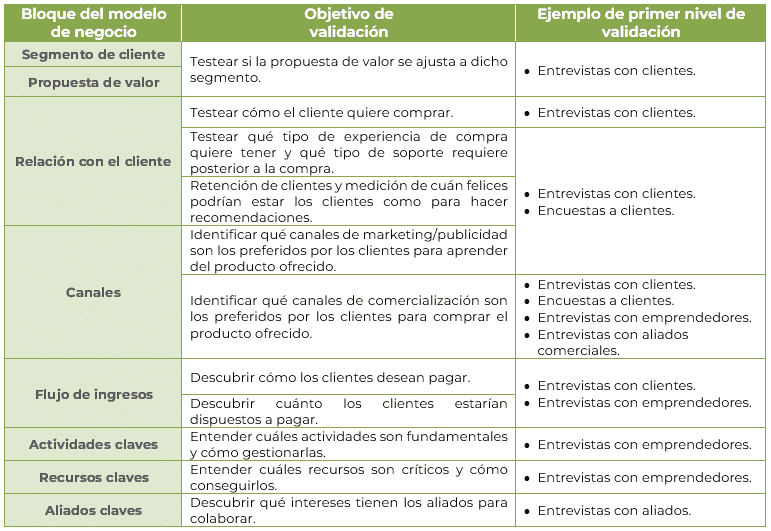 Bloque del modelo
de negocio
Objetivo de
validación
Ejemplo de primer nivel de
validación
Segmento de cliente
Propuesta de valor
Testear si la propuesta de valor se ajusta a dicho
segmento.
• Entrevistas con clientes.
Relación con el cliente
Testear cómo el cliente quiere comprar.
• Entrevistas con clientes.
Testear qué tipo de experiencia de compra
quiere tener y qué tipo de soporte requiere
posterior a la compra.
Retención de clientes y medición de cuán felices
podrían estar los clientes como para hacer
recomendaciones.
• Entrevistas con clientes.
• Encuestas a clientes.
Canales
Identificar qué canales de marketing/publicidad
son los preferidos por los clientes para aprender
del producto ofrecido.
Identificar qué canales de comercialización son
los preferidos por los clientes para comprar el
producto ofrecido.
• Entrevistas con clientes.
• Encuestas a clientes.
• Entrevistas con emprendedores.
• Entrevistas con aliados
comerciales.
Flujo de ingresos
Descubrir cómo los clientes desean pagar.
Descubrir cuánto los clientes estarían
dispuestos a pagar.
• Entrevistas con clientes.
• Entrevistas con emprendedores.
Actividades claves
Entender cuáles actividades son fundamentales
y cómo gestionarlas.
• Entrevistas con emprendedores.
Recursos claves
Entender cuáles recursos son críticos y cómo
conseguirlos.
• Entrevistas con emprendedores.
Aliados claves
Descubrir qué intereses tienen los aliados para
colaborar.
• Entrevistas con aliados.